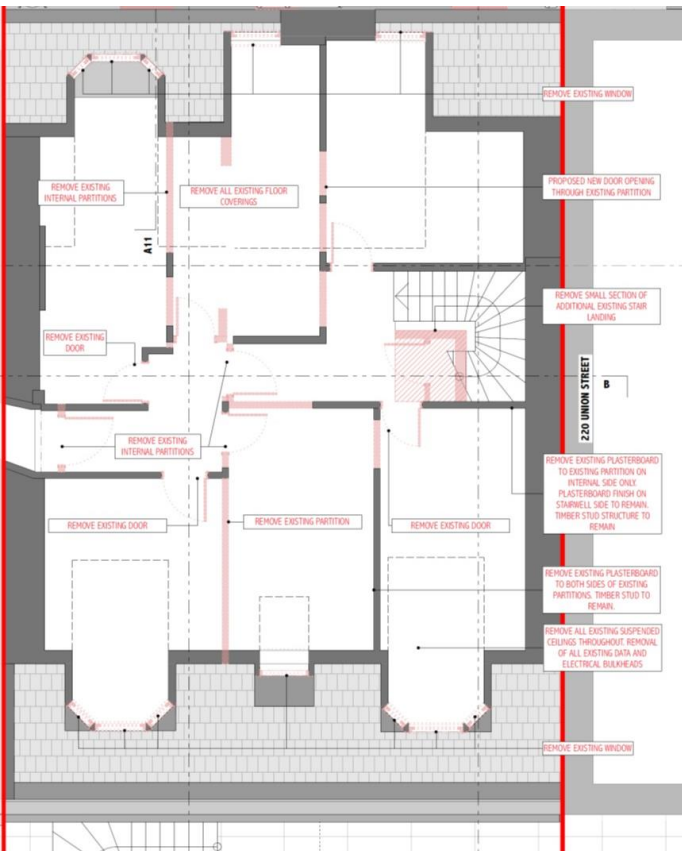 REMOVE EXISTING WINDOW
REMOVE EXISTING
INTERNAL PARTITIONS
REMOVE ALL EXISTING FLOOR
COVERINGS
PROPOSED NEW DOOR OPENING
THROUGH EXISTING PARTITION
A11
REMOVE SMALL SECTION OF
ADDITIONAL EXISTING STAIR
LANDING
REMOVE EXISTING
DOOR
220 UNION STREET
B
REMOVE EXISTING
INTERNAL PARTITIONS
REMOVE EXISTING PLASTERBOARD
TO EXISTING PARTITION ON
INTERNAL SIDE ONLY.
PLASTERBOARD FINISH ON
STAIRWELL SIDE TO REMAIN.
TIMBER STUD STRUCTURE TO
REMAIN
REMOVE EXISTING DOOR
REMOVE EXISTING PARTITION
REMOVE EXISTING DOOR
REMOVE EXISTING PLASTERBOARD
TO BOTH SIDES OF EXISTING
PARTITIONS. TIMBER STUD TO
REMAIN.
REMOVE ALL EXISTING SUSPENDED
CEILINGS THROUGHOUT. REMOVAL
OF ALL EXISTING DATA AND
ELECTRICAL BULKHEADS
REMOVE EXISTING WINDOW